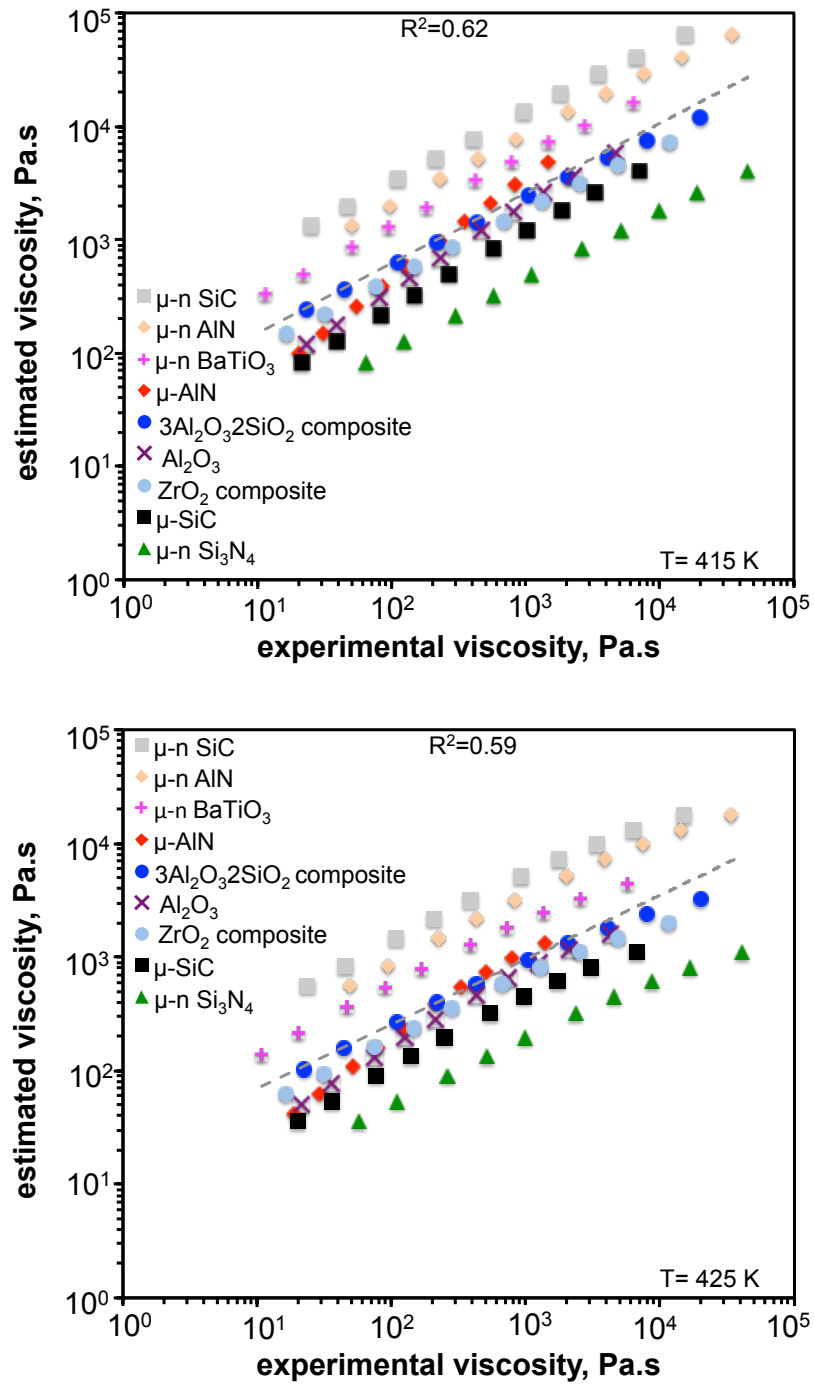 R²=0.62
10⁵
10⁴
10³
10²
10¹
10⁰
estimated viscosity, Pa.s
μ-n SiC
μ-n AlN
μ-n BaTiO₃
μ-AlN
3Al₂O₃2SiO₂ composite
Al₂O₃
ZrO₂ composite
μ-SiC
μ-n Si₃N₄
T= 415 K
10⁰ 10¹ 10² 10³ 10⁴ 10⁵
experimental viscosity, Pa.s
R²=0.59
10⁵
10⁴
10³
10²
10¹
10⁰
estimated viscosity, Pa.s
μ-n SiC
μ-n AlN
μ-n BaTiO₃
μ-AlN
3Al₂O₃2SiO₂ composite
Al₂O₃
ZrO₂ composite
μ-SiC
μ-n Si₃N₄
T= 425 K
10⁰ 10¹ 10² 10³ 10⁴ 10⁵
experimental viscosity, Pa.s